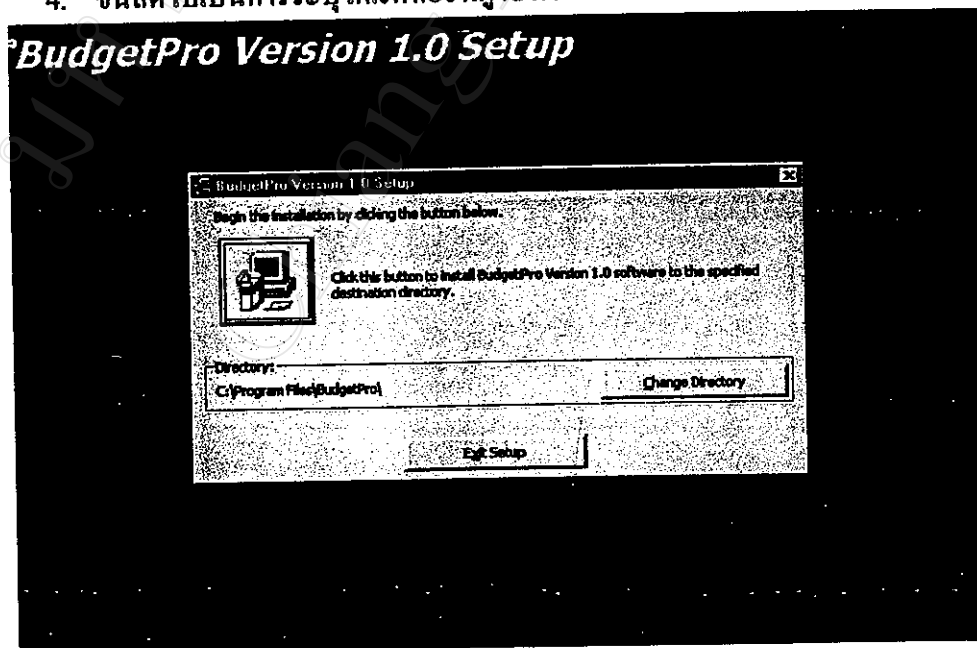 4.
BudgetPro Version 1.0 Setup
BudgetPro Version 1.0 Setup
Begin the installation by clicking the button below.
Click this button to install BudgetPro Version 1.0 software to the specified
destination directory.
Directory:
C:\Program Files\BudgetPro\
Change Directory
Exit Setup